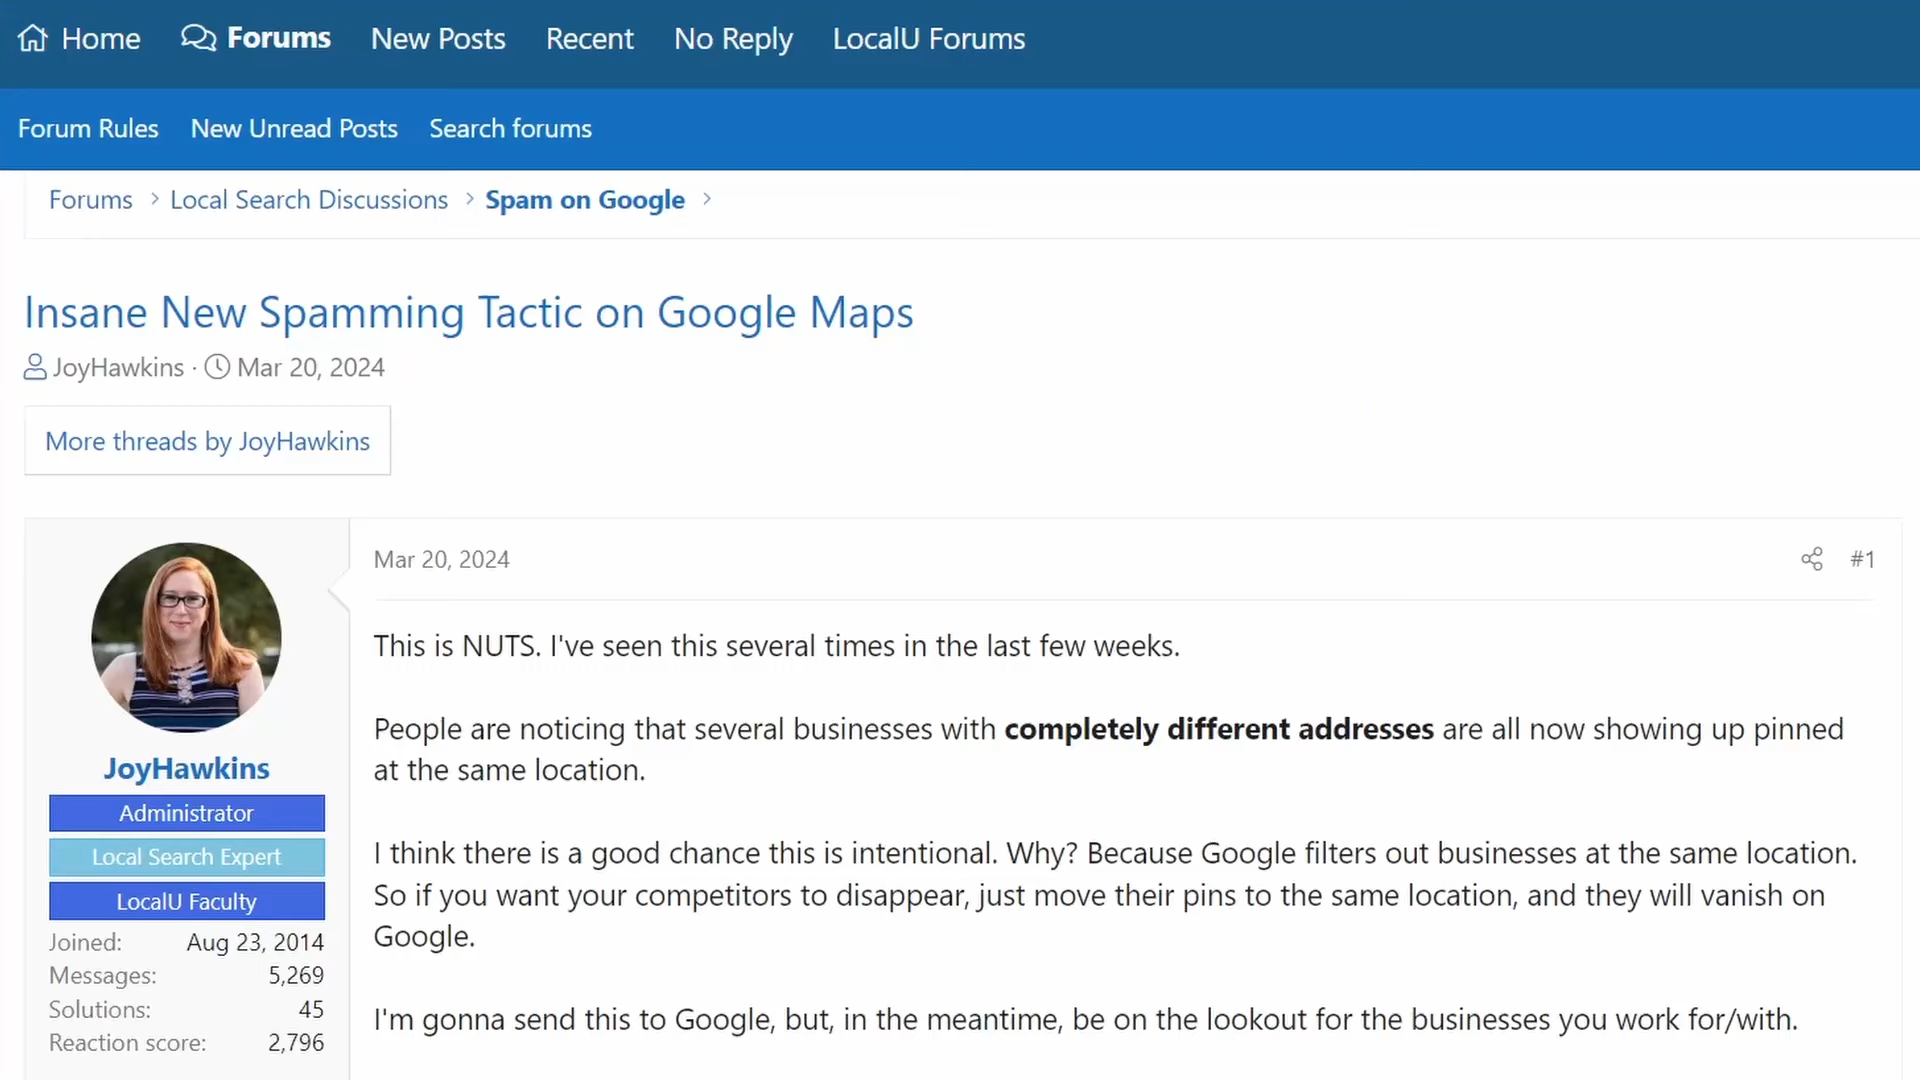 Home Forums New Posts Recent No Reply LocalU Forums
Forum Rules New Unread Posts Search forums
Forums > Local Search Discussions > Spam on Google >
Insane New Spamming Tactic on Google Maps
JoyHawkins · Mar 20, 2024
More threads by JoyHawkins
JoyHawkins
Administrator
Local Search Expert
LocalU Faculty
Joined: Aug 23, 2014
Messages: 5,269
Solutions: 45
Reaction score: 2,796
Mar 20, 2024 #1
This is NUTS. I've seen this several times in the last few weeks.
People are noticing that several businesses with completely different addresses are all now showing up pinned
at the same location.
I think there is a good chance this is intentional. Why? Because Google filters out businesses at the same location.
So if you want your competitors to disappear, just move their pins to the same location, and they will vanish on
Google.
I'm gonna send this to Google, but, in the meantime, be on the lookout for the businesses you work for/with.